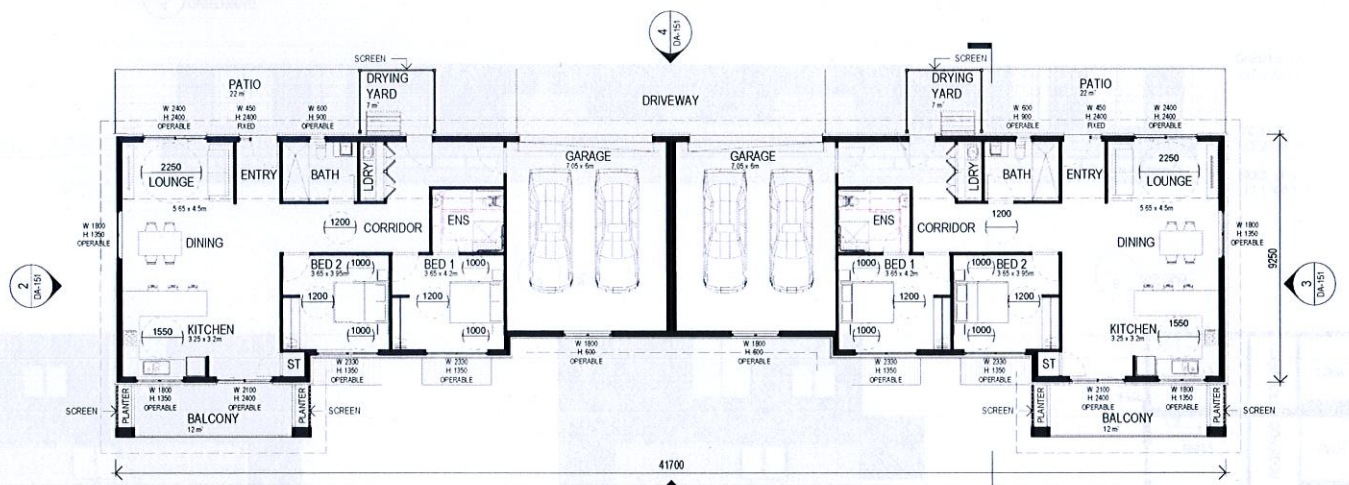 4
DA-151
SCREEN
SCREEN
PATIO
22 m²
DRYING
YARD
7 m²
DRIVEWAY
DRYING
YARD
7 m²
PATIO
22 m²
W 2400
H: 2400
OPERABLE
W 450
H: 2400
FIXED
W 600
H: 900
OPERABLE
W 600
H: 900
OPERABLE
W 450
H: 2400
FIXED
W 2400
H: 2400
OPERABLE
2250
LOUNGE
5.65 x 4.5m
ENTRY
BATH
LDRY
GARAGE
7.05 x 6m
GARAGE
7.05 x 6m
LDRY
BATH
ENTRY
2250
LOUNGE
5.65 x 4.5m
W 1800
H: 1350
OPERABLE
DINING
1200
CORRIDOR
ENS
ENS
CORRIDOR
1200
DINING
W 1800
H: 1350
OPERABLE
9250
2
DA-151
3
DA-151
BED 2
3.65 x 3.95m
1000
1200
1000
BED 1
3.65 x 4.2m
1000
1200
1000
BED 1
3.65 x 4.2m
1000
1200
1000
BED 2
3.65 x 3.95m
1000
1200
1000
1550
KITCHEN
3.25 x 3.2m
KITCHEN
3.25 x 3.2m
1550
ST
W 2330
H: 1350
OPERABLE
W 2330
H: 1350
OPERABLE
W 1800
H: 600
OPERABLE
W 1800
H: 600
OPERABLE
W 2330
H: 1350
OPERABLE
W 2330
H: 1350
OPERABLE
ST
W 1800
H: 1350
OPERABLE
W 2100
H: 2400
OPERABLE
W 2100
H: 2400
OPERABLE
W 1800
H: 1350
OPERABLE
SCREEN
PLANTER
BALCONY
12 m²
PLANTER
SCREEN
SCREEN
PLANTER
BALCONY
12 m²
PLANTER
SCREEN
41700